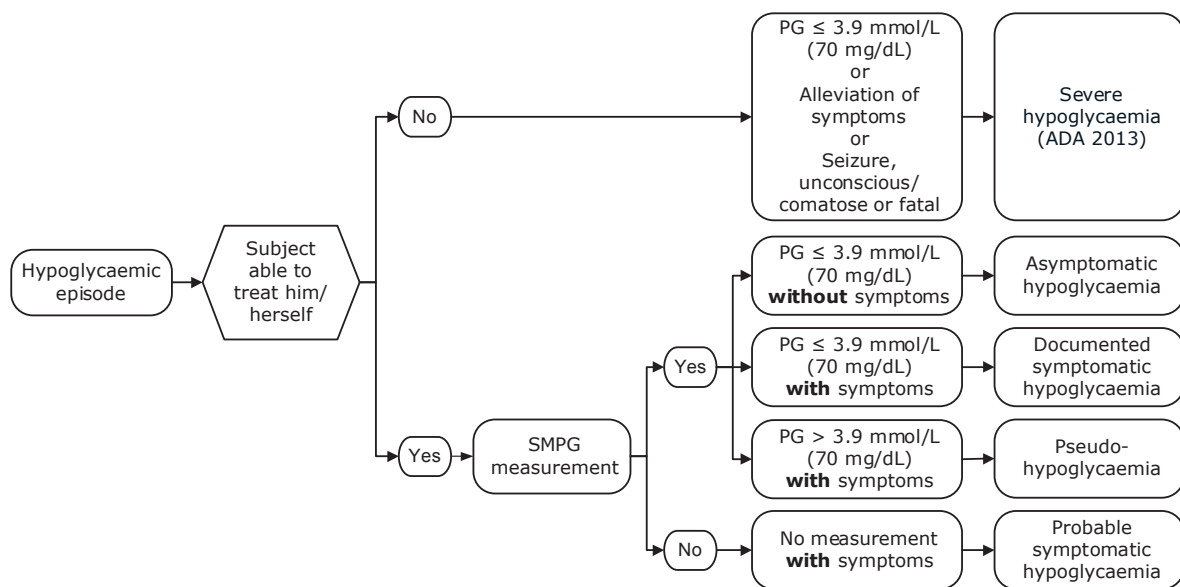 Hypoglycaemic
episode
Subject
able to
treat him/
herself
No
PG ≤ 3.9 mmol/L
(70 mg/dL)
or
Alleviation of
symptoms
or
Seizure,
unconscious/
comatose or fatal
Severe
hypoglycaemia
(ADA 2013)
Yes
SMPG
measurement
Yes
PG ≤ 3.9 mmol/L
(70 mg/dL)
without symptoms
Asymptomatic
hypoglycaemia
PG ≤ 3.9 mmol/L
(70 mg/dL)
with symptoms
Documented
symptomatic
hypoglycaemia
PG > 3.9 mmol/L
(70 mg/dL)
with symptoms
Pseudo-
hypoglycaemia
No
No measurement
with symptoms
Probable
symptomatic
hypoglycaemia